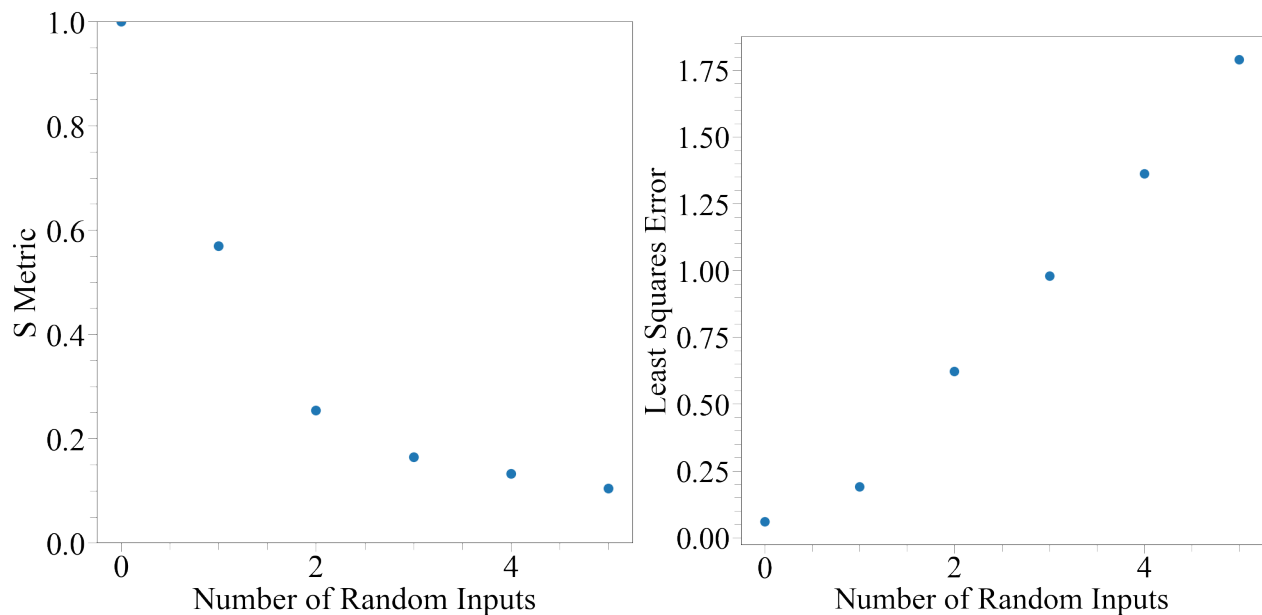 S Metric
1.0
0.8
0.6
0.4
0.2
0.0
0 2 4
Number of Random Inputs
Least Squares Error
1.75
1.50
1.25
1.00
0.75
0.50
0.25
0.00
0 2 4
Number of Random Inputs